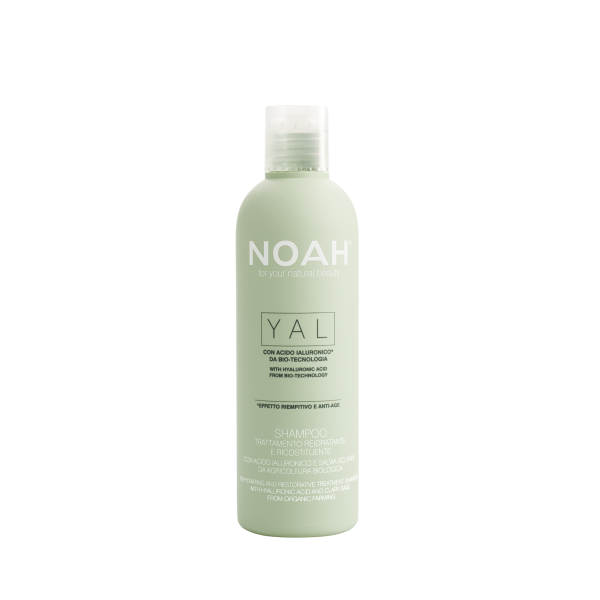 NOAH
for your natural beauty
YAL
CON ACIDO IALURONICO*
DA BIO-TECNOLOGIA
WITH HYALURONIC ACID
FROM BIO-TECHNOLOGY
*EFFETTO RIEMPITIVO E ANTI-AGE
SHAMPOO
TRATTAMENTO REIDRATANTE
E RICOSTITUENTE
CON ACIDO IALURONICO E SALVIA
DA AGRICOLTURA BIOLOGICA
REHYDRATING AND RESTORATIVE TREATMENT SHAMPOO
WITH HYALURONIC ACID AND CLARY SAGE
FROM ORGANIC FARMING